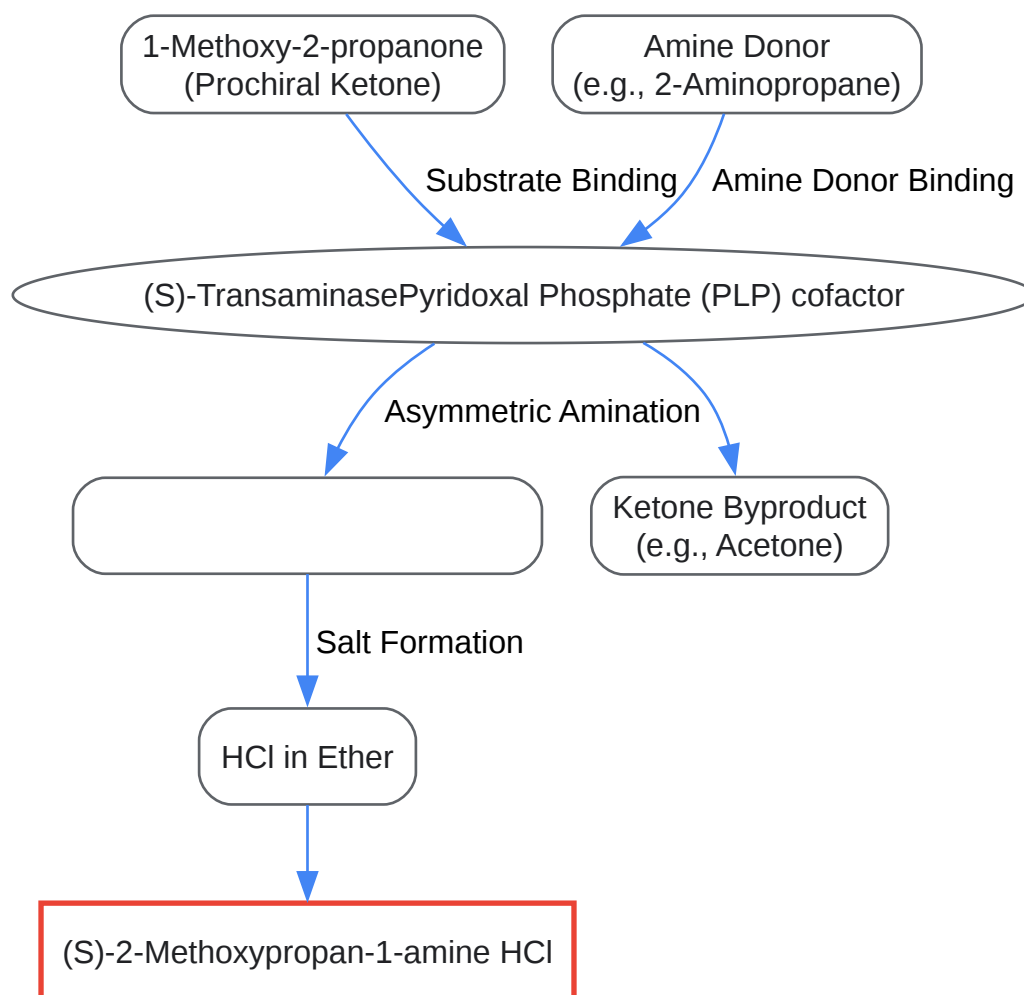 1-Methoxy-2-propanone
(Prochiral Ketone)
Amine Donor
(e.g., 2-Aminopropane)
Substrate Binding
Amine Donor Binding
(S)-TransaminasePyridoxal Phosphate (PLP) cofactor
Asymmetric Amination
Ketone Byproduct
(e.g., Acetone)
Salt Formation
HCl in Ether
(S)-2-Methoxypropan-1-amine HCl